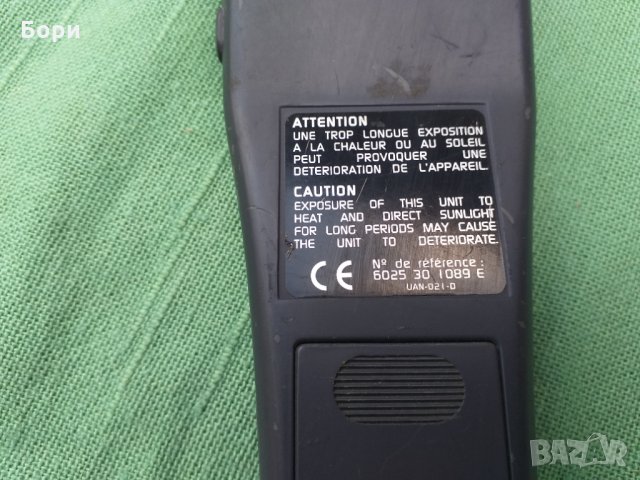 Бори
ATTENTION
UNE TROP LONGUE EXPOSITION
A LA CHALEUR OU AU SOLEIL
PEUT PROVOQUER UNE
DETERIORATION DE L'APPAREIL.
CAUTION
EXPOSURE OF THIS UNIT TO
HEAT AND DIRECT SUNLIGHT
FOR LONG PERIODS MAY CAUSE
THE UNIT TO DETERIORATE.
CE
Nº de référence :
6025 30 1089 E
UAN-021-D
BAZAR